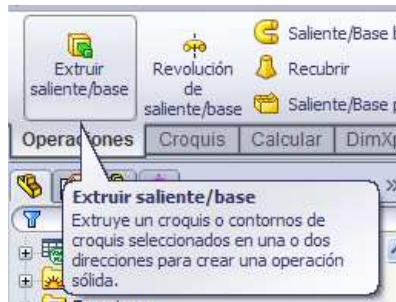 Extruir
saliente/base
Revolución
de
saliente/base
Saliente/Base
Recubrir
Saliente/Base
Operaciones
Croquis
Calcular
Extruir saliente/base
Extruye un croquis o contornos de
croquis seleccionados en una o dos
direcciones para crear una operación
sólida.